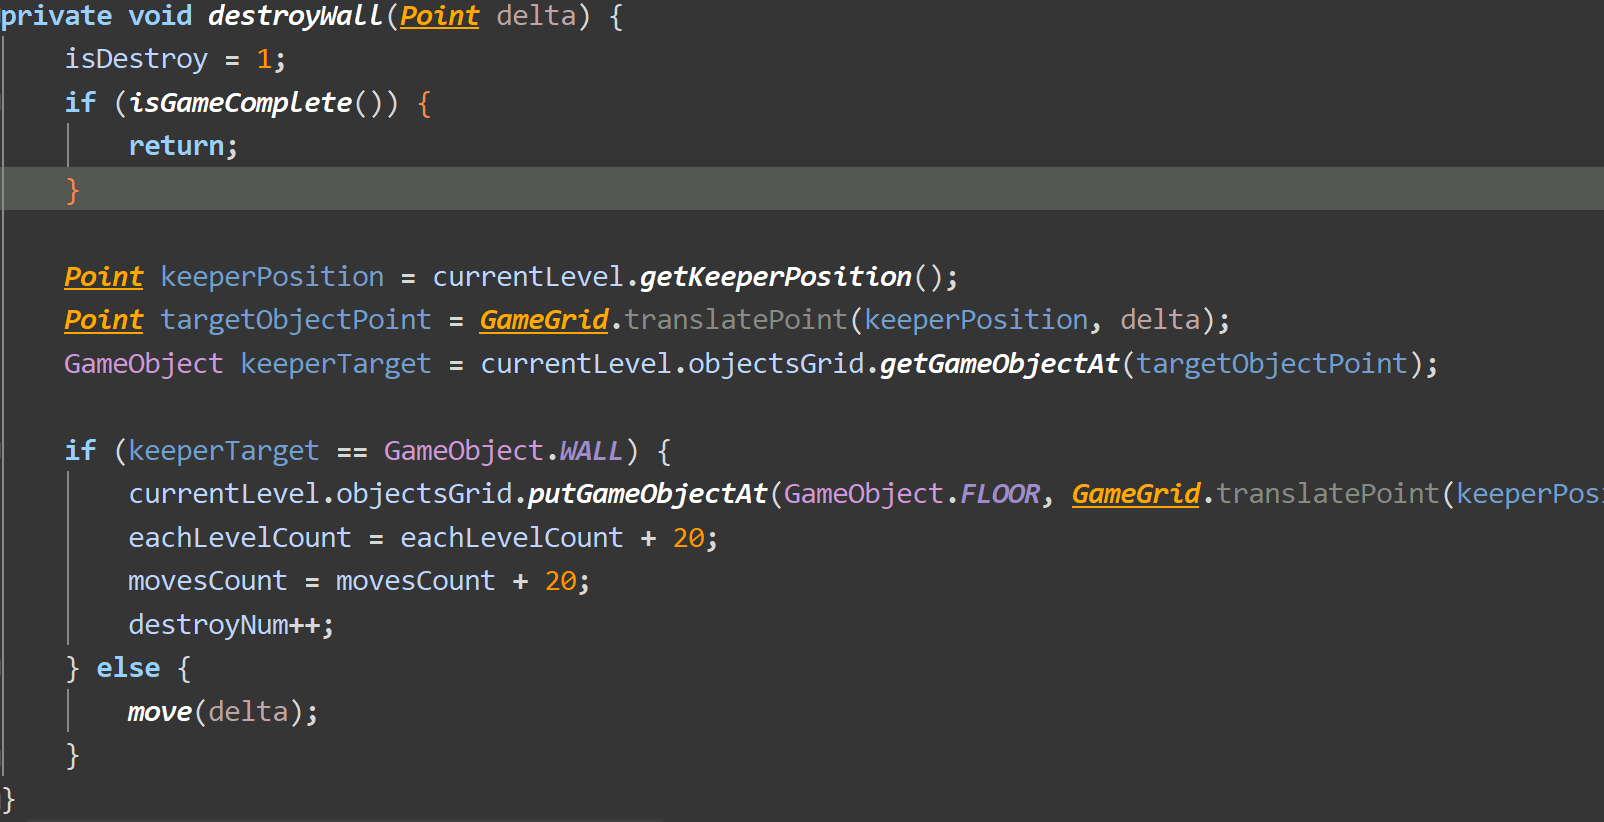 private void destroyWall(Point delta) {
isDestroy = 1;
if (isGameComplete()) {
return;
}
Point keeperPosition = currentLevel.getKeeperPosition();
Point targetObjectPoint = GameGrid.translatePoint(keeperPosition, delta);
GameObject keeperTarget = currentLevel.objectsGrid.getGameObjectAt(targetObjectPoint);
if (keeperTarget == GameObject.WALL) {
currentLevel.objectsGrid.putGameObjectAt(GameObject.FLOOR, GameGrid.translatePoint(keeperPos
eachLevelCount = eachLevelCount + 20;
movesCount = movesCount + 20;
destroyNum++;
} else {
move(delta);
}
}